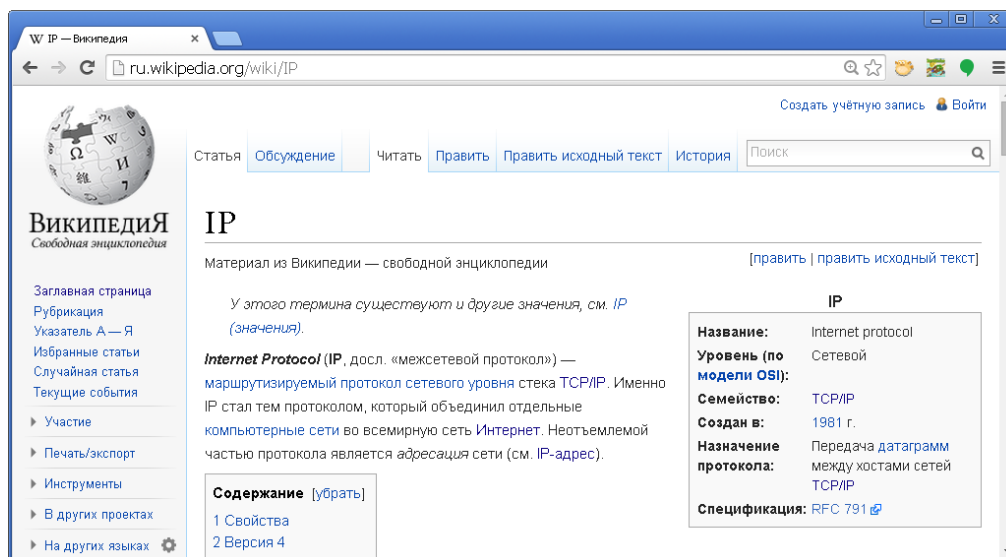 IP — Википедия
ru.wikipedia.org/wiki/IP
Создать учётную запись Войти
Статья Обсуждение Читать Править Править исходный текст История Поиск
ВикипедиЯ
Свободная энциклопедия
Заглавная страница
Рубрикация
Указатель А — Я
Избранные статьи
Случайная статья
Текущие события
Участие
Печать/экспорт
Инструменты
В других проектах
На других языках
IP
Материал из Википедии — свободной энциклопедии
[править | править исходный текст]
У этого термина существуют и другие значения, см. IP
(значения).
Internet Protocol (IP, досл. «межсетевой протокол») —
маршрутизируемый протокол сетевого уровня стека TCP/IP. Именно
IP стал тем протоколом, который объединил отдельные
компьютерные сети во всемирную сеть Интернет. Неотъемлемой
частью протокола является адресация сети (см. IP-адрес).
Содержание [убрать]
1 Свойства
2 Версия 4
IP
Название: Internet protocol
Уровень (по Сетевой
модели OSI):
Семейство: TCP/IP
Создан в: 1981 г.
Назначение Передача датаграмм
протокола: между хостами сетей
TCP/IP
Спецификация: RFC 791